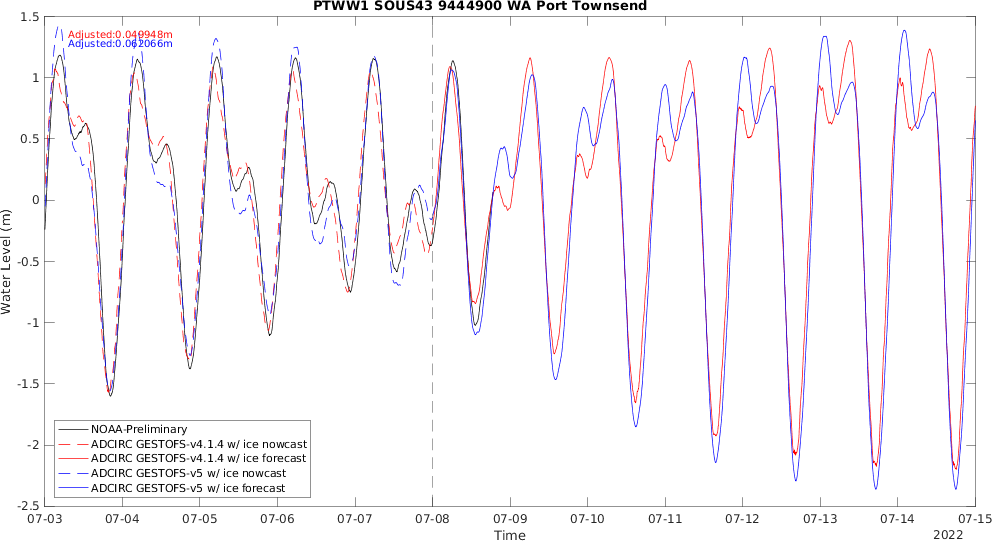 PTWW1 SOUS43 9444900 WA Port Townsend
Adjusted:0.049948m
Adjusted:0.062066m
1.5
1
0.5
0
-0.5
-1
-1.5
-2
-2.5
Water Level (m)
NOAA-Preliminary
ADCIRC GESTOFS-v4.1.4 w/ ice nowcast
ADCIRC GESTOFS-v4.1.4 w/ ice forecast
ADCIRC GESTOFS-v5 w/ ice nowcast
ADCIRC GESTOFS-v5 w/ ice forecast
07-03 07-04 07-05 07-06 07-07 07-08 07-09 07-10 07-11 07-12 07-13 07-14 07-15
Time
2022